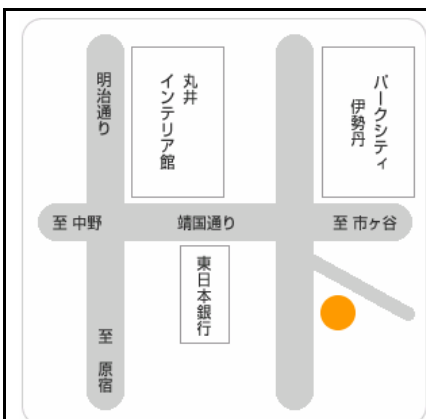 明治通り
丸井
インテリア館
パークシティ
伊勢丹
至 中野
靖国通り
至 市ヶ谷
東日本銀行
至 原宿